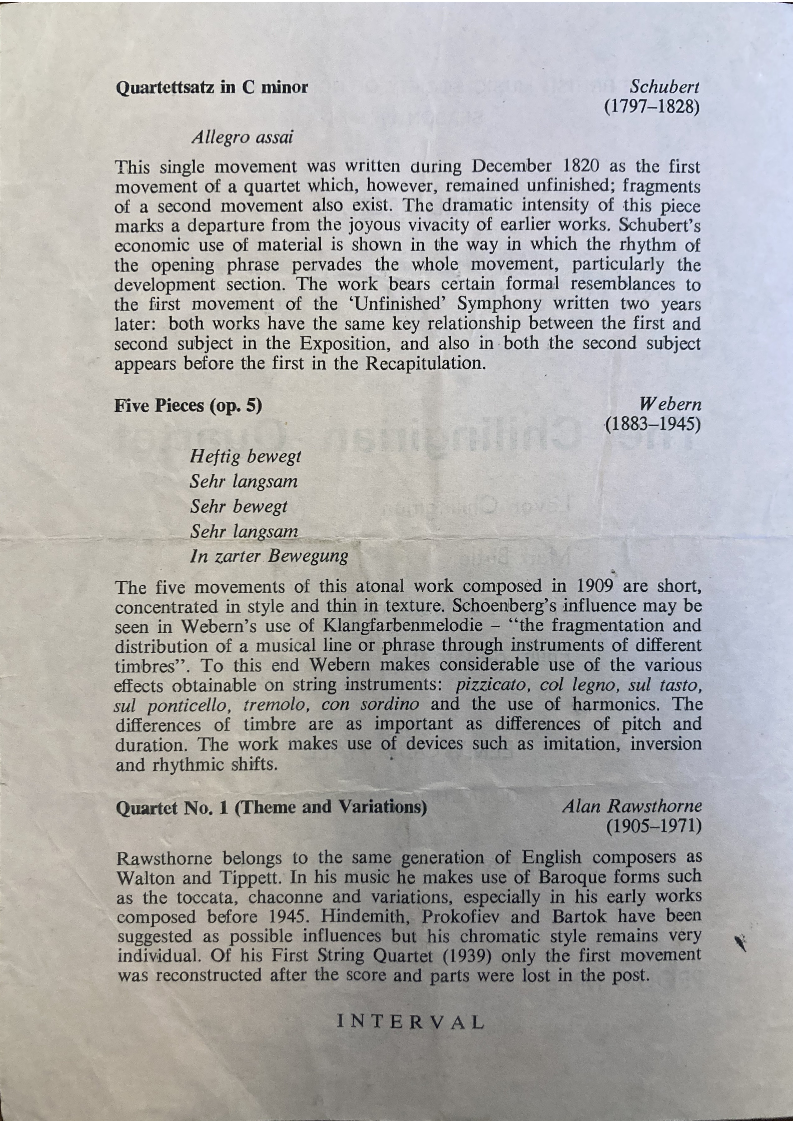 Quartettsatz in C minor Schubert
(1797–1828)
Allegro assai
This single movement was written during December 1820 as the first
movement of a quartet which, however, remained unfinished; fragments
of a second movement also exist. The dramatic intensity of this piece
marks a departure from the joyous vivacity of earlier works. Schubert's
economic use of material is shown in the way in which the rhythm of
the opening phrase pervades the whole movement, particularly the
development section. The work bears certain formal resemblances to
the first movement of the ‘Unfinished’ Symphony written two years
later: both works have the same key relationship between the first and
second subject in the Exposition, and also in both the second subject
appears before the first in the Recapitulation.
Five Pieces (op. 5) Webern
(1883–1945)
Heftig bewegt
Sehr langsam
Sehr bewegt
Sehr langsam
In zarter Bewegung
The five movements of this atonal work composed in 1909 are short,
concentrated in style and thin in texture. Schoenberg's influence may be
seen in Webern's use of Klangfarbenmelodie – “the fragmentation and
distribution of a musical line or phrase through instruments of different
timbres”. To this end Webern makes considerable use of the various
effects obtainable on string instruments: pizzicato, col legno, sul tasto,
sul ponticello, tremolo, con sordino and the use of harmonics. The
differences of timbre are as important as differences of pitch and
duration. The work makes use of devices such as imitation, inversion
and rhythmic shifts.
Quartet No. 1 (Theme and Variations) Alan Rawsthorne
(1905–1971)
Rawsthorne belongs to the same generation of English composers as
Walton and Tippett. In his music he makes use of Baroque forms such
as the toccata, chaconne and variations, especially in his early works
composed before 1945. Hindemith, Prokofiev and Bartok have been
suggested as possible influences but his chromatic style remains very
individual. Of his First String Quartet (1939) only the first movement
was reconstructed after the score and parts were lost in the post.
INTERVAL